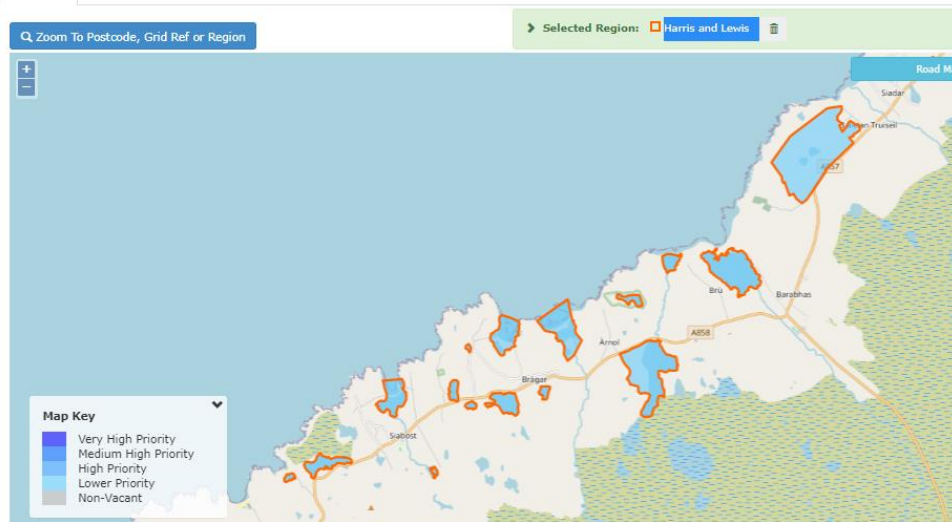 Zoom To Postcode, Grid Ref or Region
Selected Region: Harris and Lewis
Road M
Siadar
A857
Brù
Barabhas
A858
Àrnol
Bràgar
Siabost
Map Key
Very High Priority
Medium High Priority
High Priority
Lower Priority
Non-Vacant